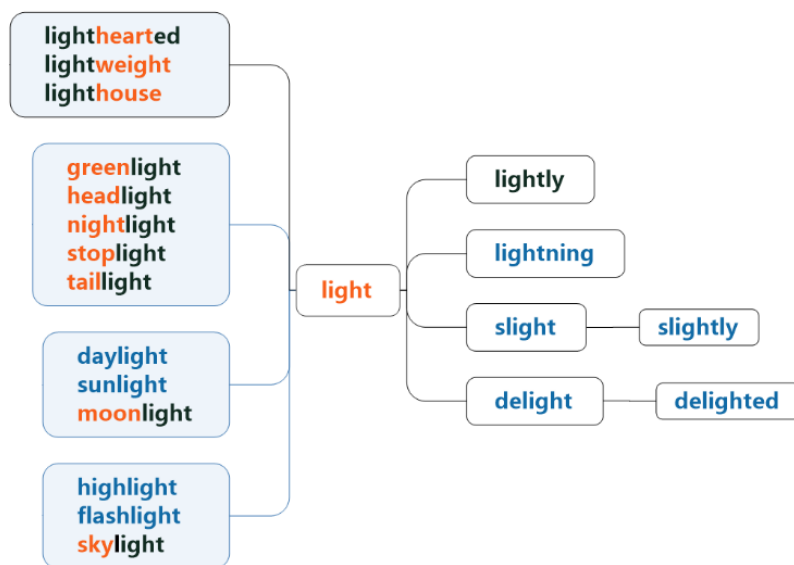 lighthearted
lightweight
lighthouse
greenlight
headlight
nightlight
stoplight
taillight
daylight
sunlight
moonlight
highlight
flashlight
skylight
light
lightly
lightning
slight
slightly
delight
delighted